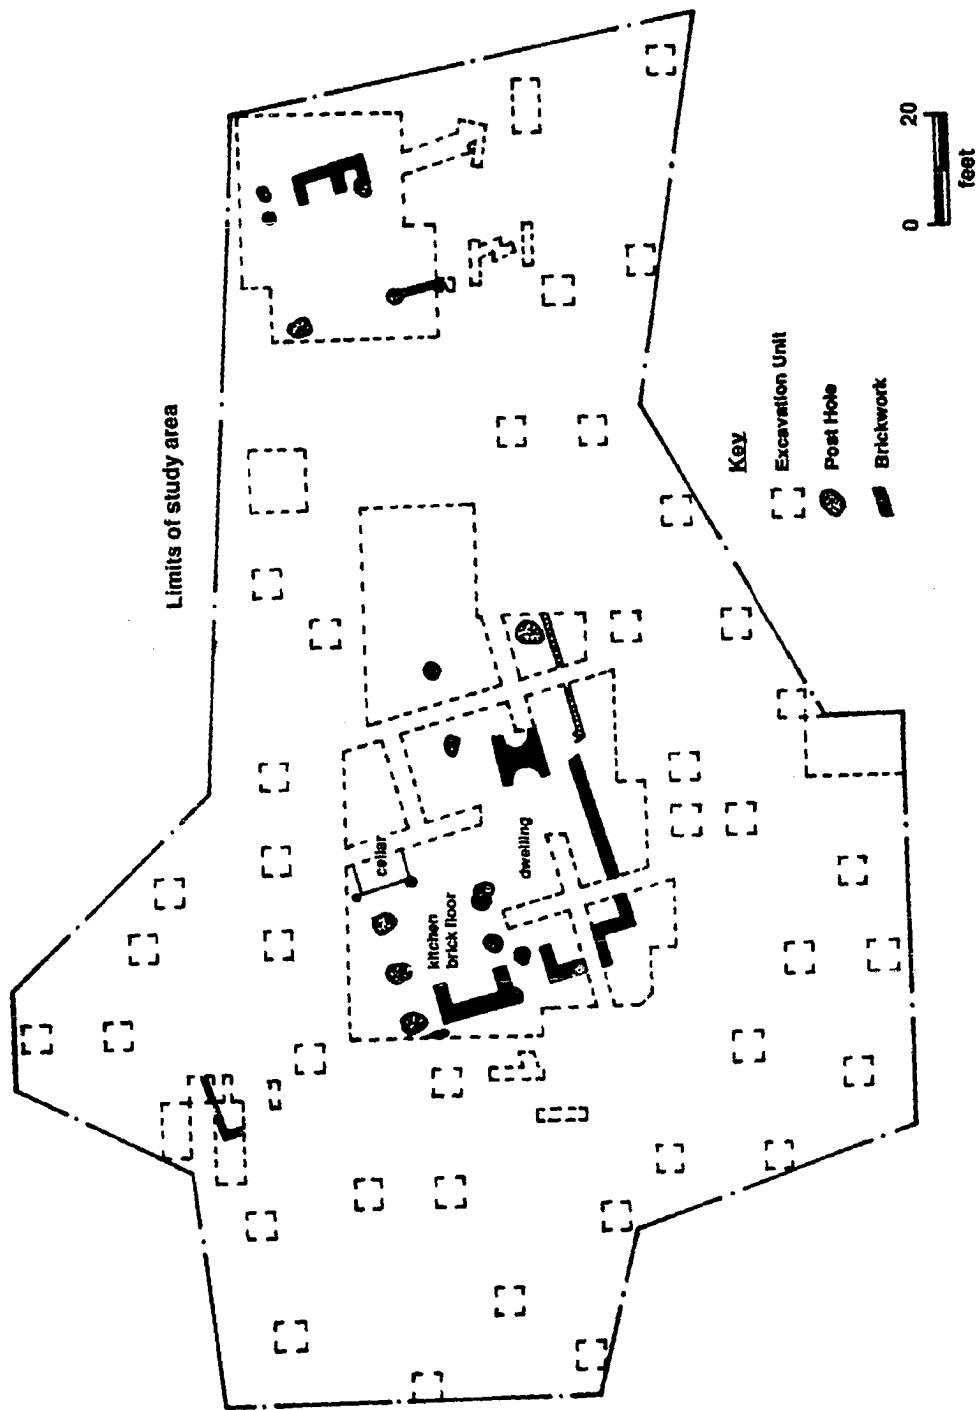 Limits of study area
cellar
kitchen
brick floor
dwelling
0 20
feet
Key
Excavation Unit
Post Hole
Brickwork